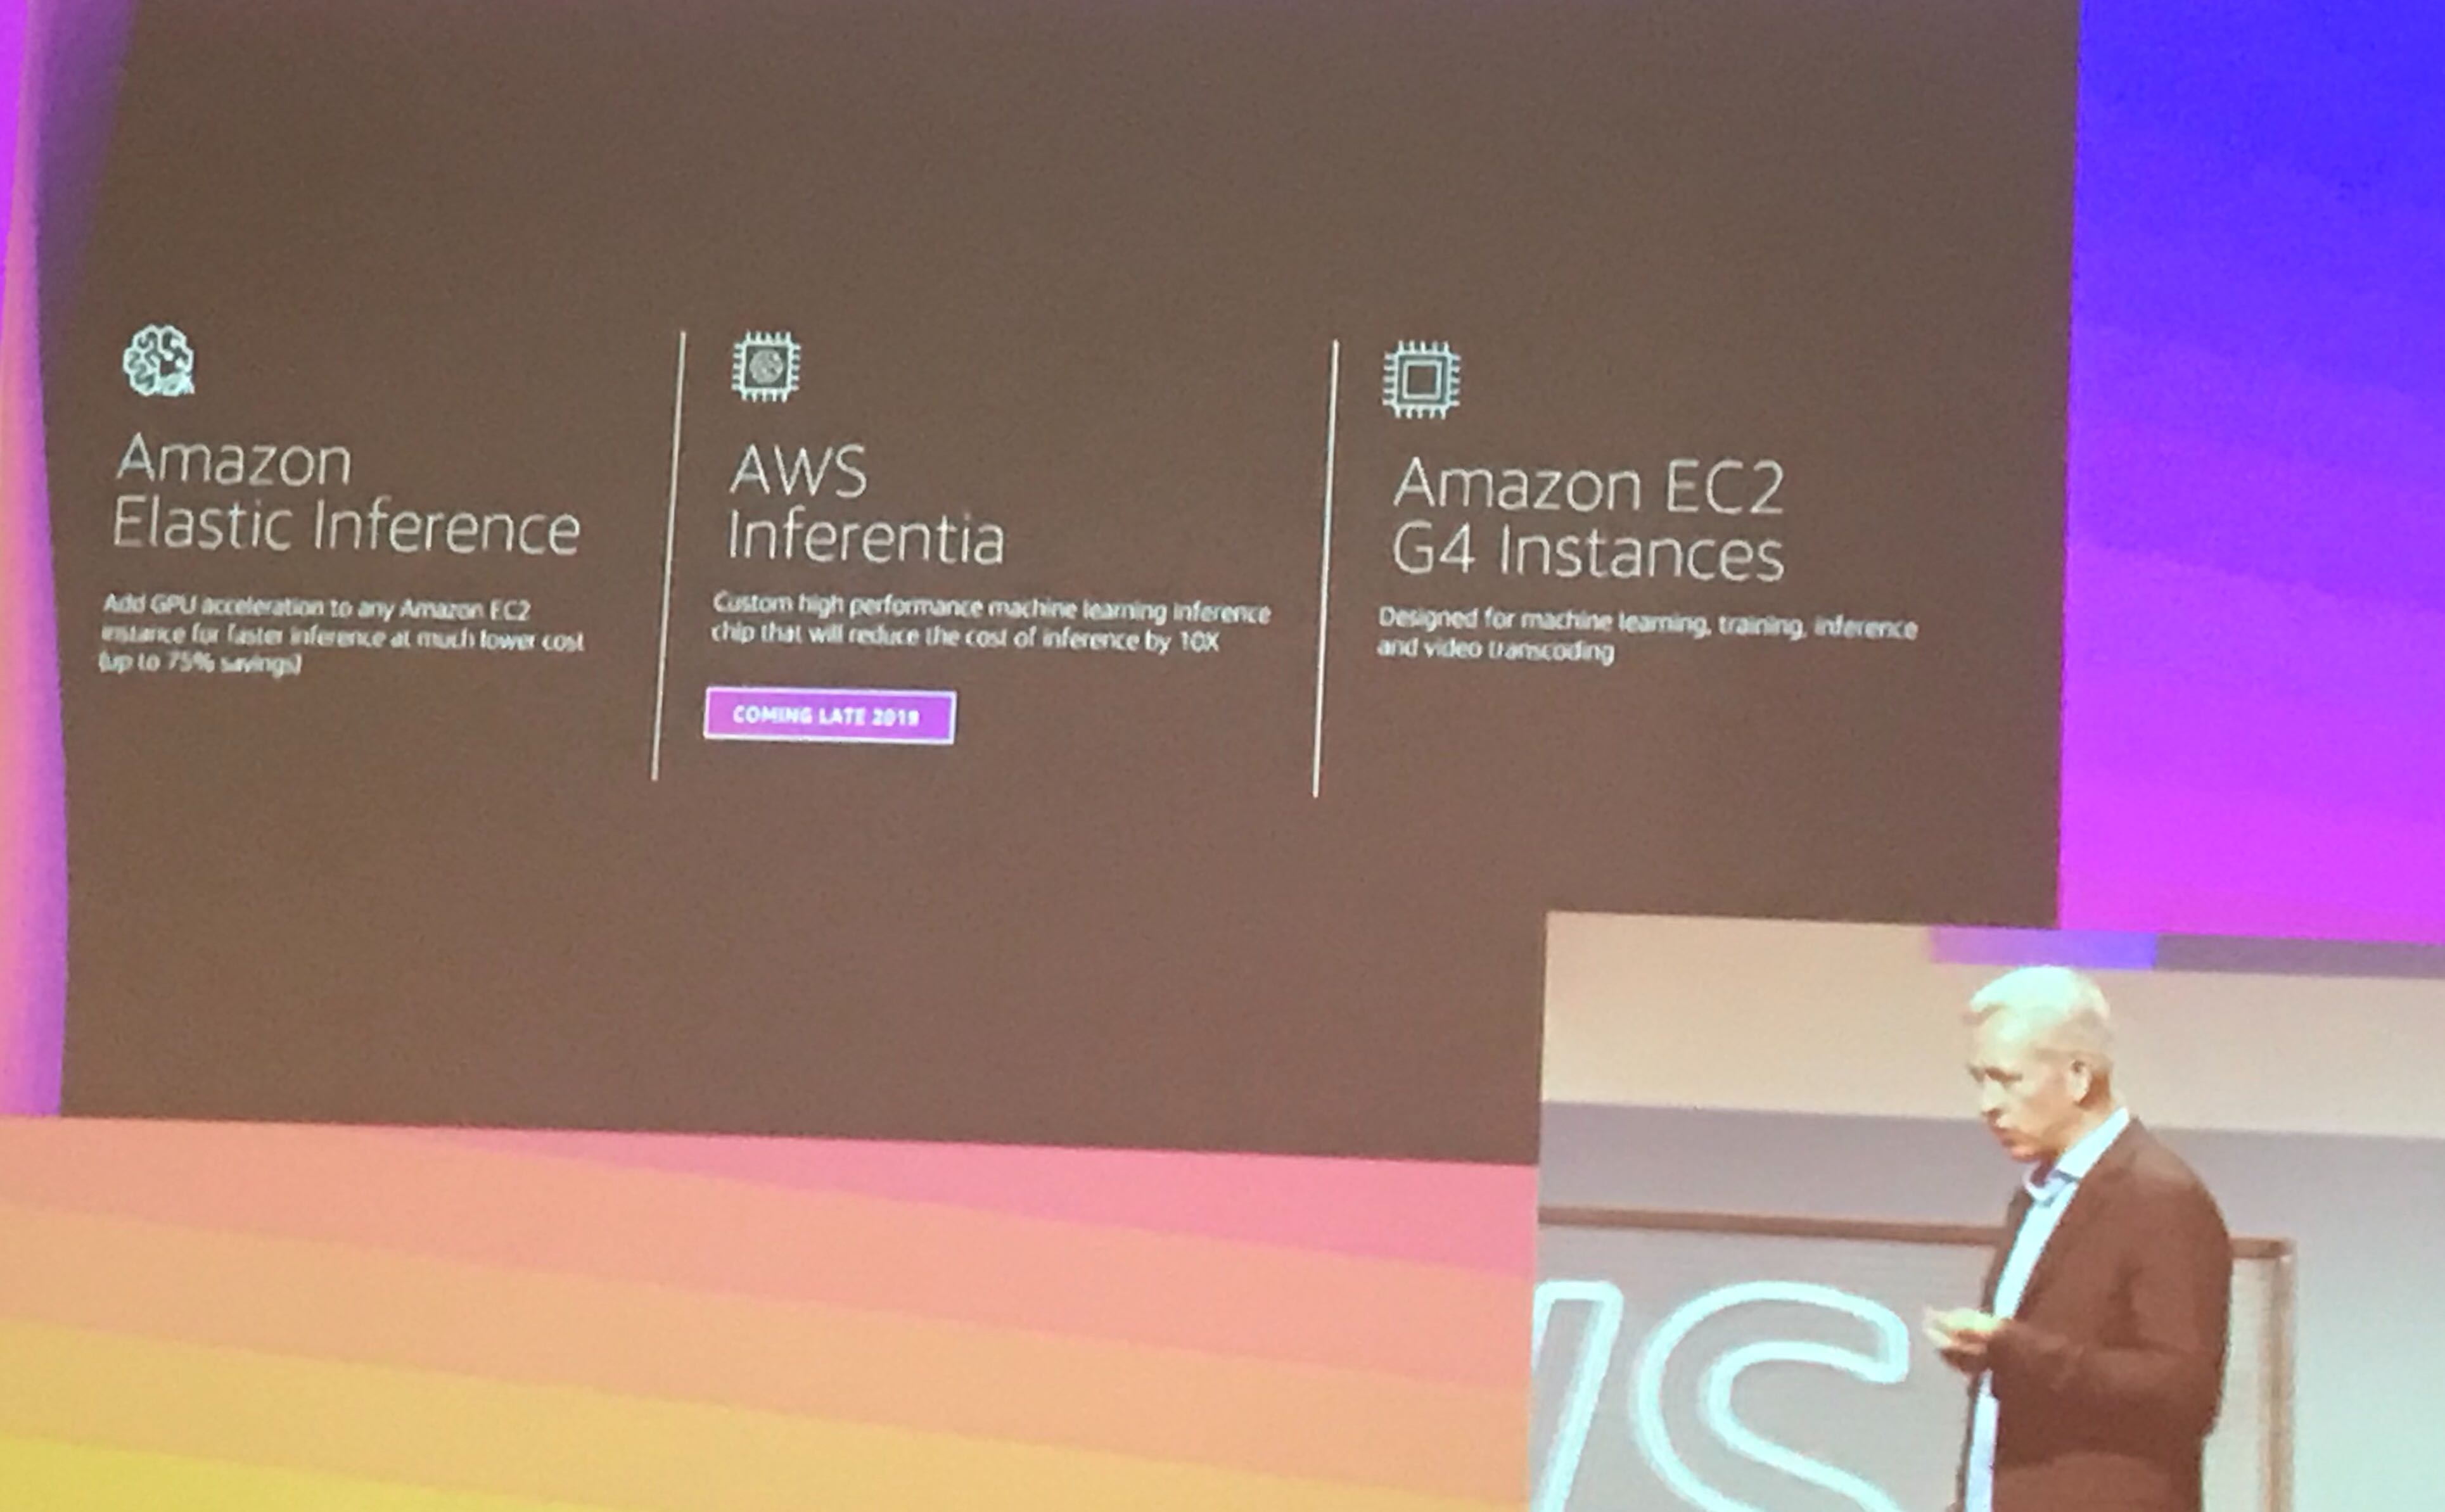 Amazon
Elastic Inference
Add GPU acceleration to any Amazon EC2
instance for faster inference at much lower cost
(up to 75% savings)
AWS
Inferentia
Custom high performance machine learning inference
chip that will reduce the cost of inference by 10X
COMING LATE 2019
Amazon EC2
G4 Instances
Designed for machine learning, training, inference
and video transcoding
WS